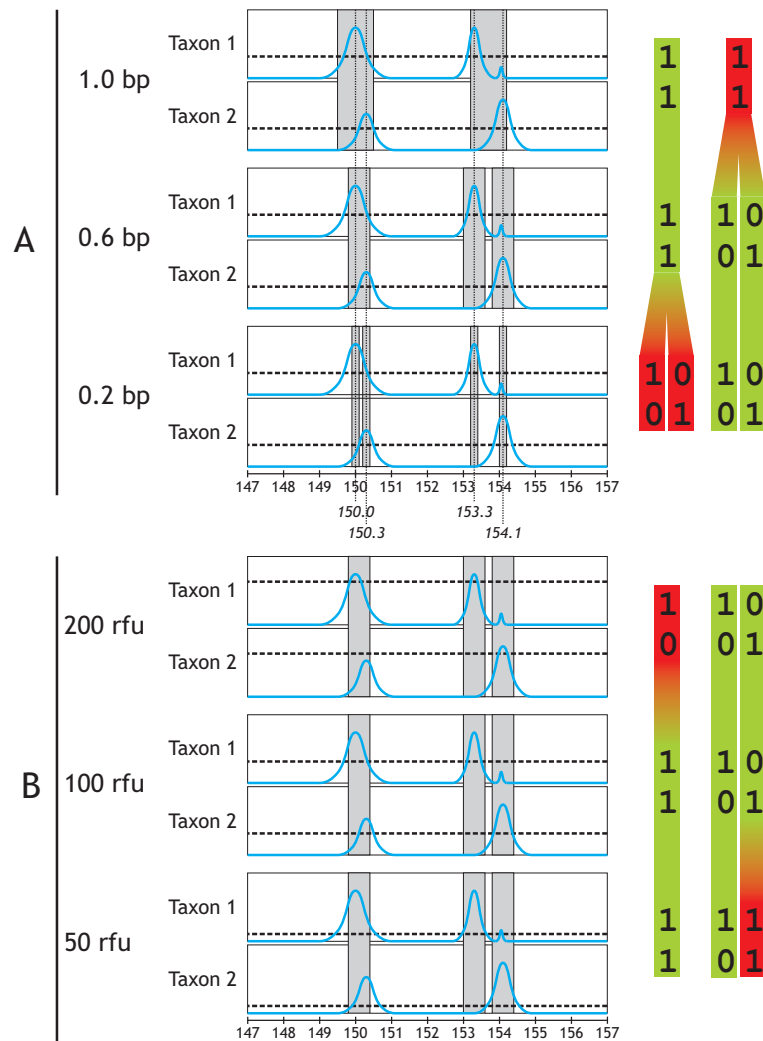 A
1.0 bp
Taxon 1
Taxon 2
1 1
1 1
0.6 bp
Taxon 1
Taxon 2
1 1 0
1 0 1
0.2 bp
Taxon 1
Taxon 2
1 0 1 0
0 1 0 1
147 148 149 150 151 152 153 154 155 156 157
150.0 153.3
150.3 154.1
B
200 rfu
Taxon 1
Taxon 2
1 1 0
0 0 1
100 rfu
Taxon 1
Taxon 2
1 1 0
1 0 1
50 rfu
Taxon 1
Taxon 2
1 1 1
1 0 1
147 148 149 150 151 152 153 154 155 156 157